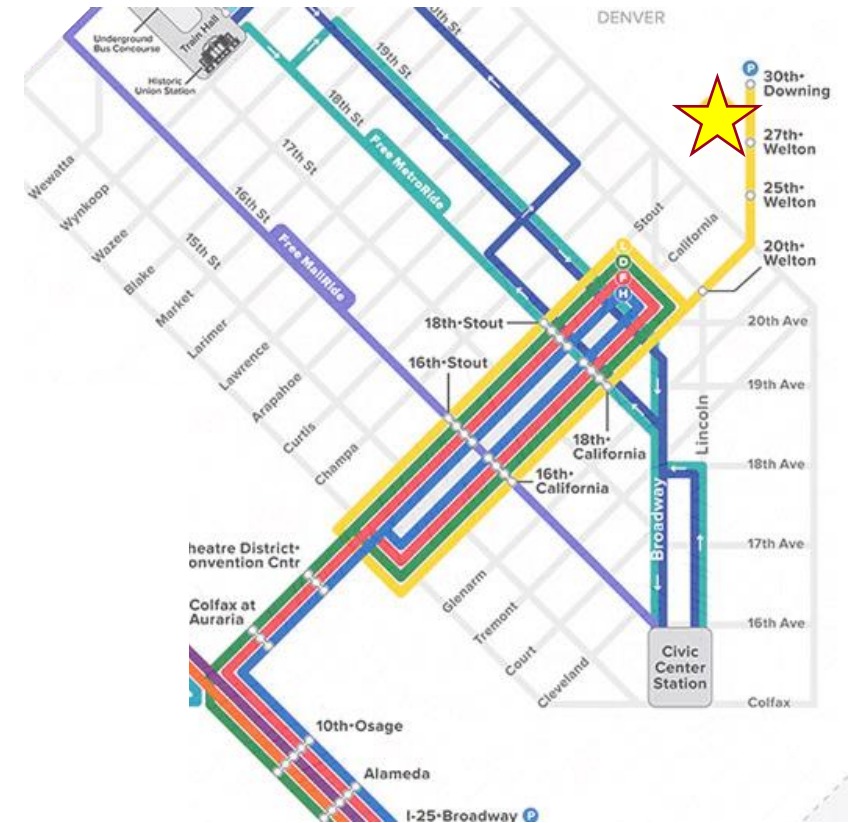 DENVER
Underground
Bus Concourse
Train Hall
Historic
Union Station
19th St
18th St
17th St
16th St
15th St
Free MetroRide
Free MallRide
P
30th•
Downing
27th•
Welton
25th•
Welton
20th•
Welton
Wewatta
Wynkoop
Wazee
Blake
Market
Larimer
Lawrence
Arapahoe
Curtis
Champa
Stout
California
L
D
F
H
18th•Stout
16th•Stout
18th•
California
16th•
California
20th Ave
19th Ave
18th Ave
17th Ave
16th Ave
Colfax
Lincoln
Broadway
Glenarm
Tremont
Court
Cleveland
Civic
Center
Station
heatre District•
onvention Cntr
Colfax at
Auraria
10th•Osage
Alameda
I-25•Broadway P